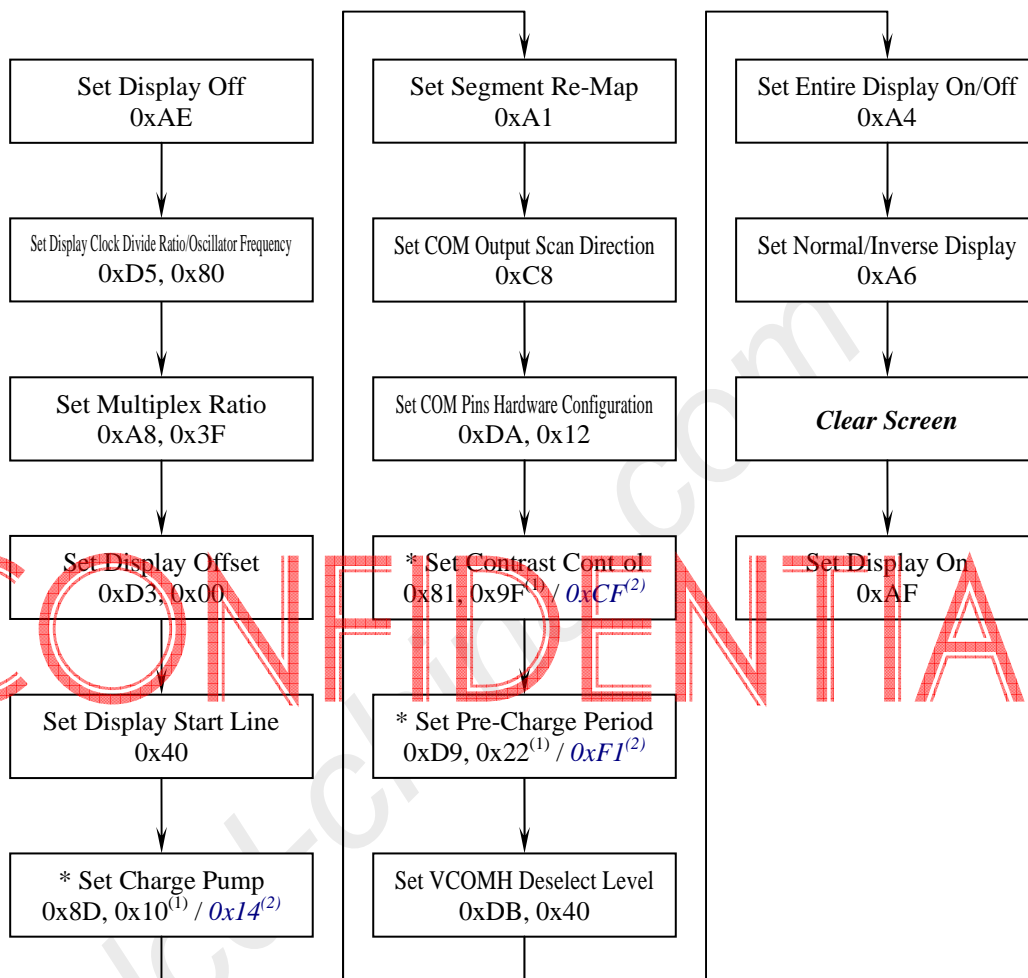 Set Display Off
0xAE
Set Display Clock Divide Ratio/Oscillator Frequency
0xD5, 0x80
Set Multiplex Ratio
0xA8, 0x3F
Set Display Offset
0xD3, 0x00
Set Display Start Line
0x40
* Set Charge Pump
0x8D, 0x10(1) / 0x14(2)
Set Segment Re-Map
0xA1
Set COM Output Scan Direction
0xC8
Set COM Pins Hardware Configuration
0xDA, 0x12
* Set Contrast Cont ol
0x81, 0x9F(1) / 0xCF(2)
* Set Pre-Charge Period
0xD9, 0x22(1) / 0xF1(2)
Set VCOMH Deselect Level
0xDB, 0x40
Set Entire Display On/Off
0xA4
Set Normal/Inverse Display
0xA6
Clear Screen
Set Display On
0xAF
CONFIDENTIA